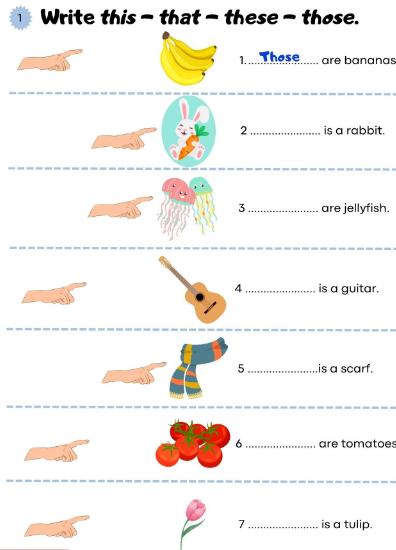 1 Write this – that – these – those.
1. Those are bananas
2 ...................... is a rabbit.
3 ...................... are jellyfish.
4 ...................... is a guitar.
5 ...................... is a scarf.
6 ...................... are tomatoes
7 ...................... is a tulip.